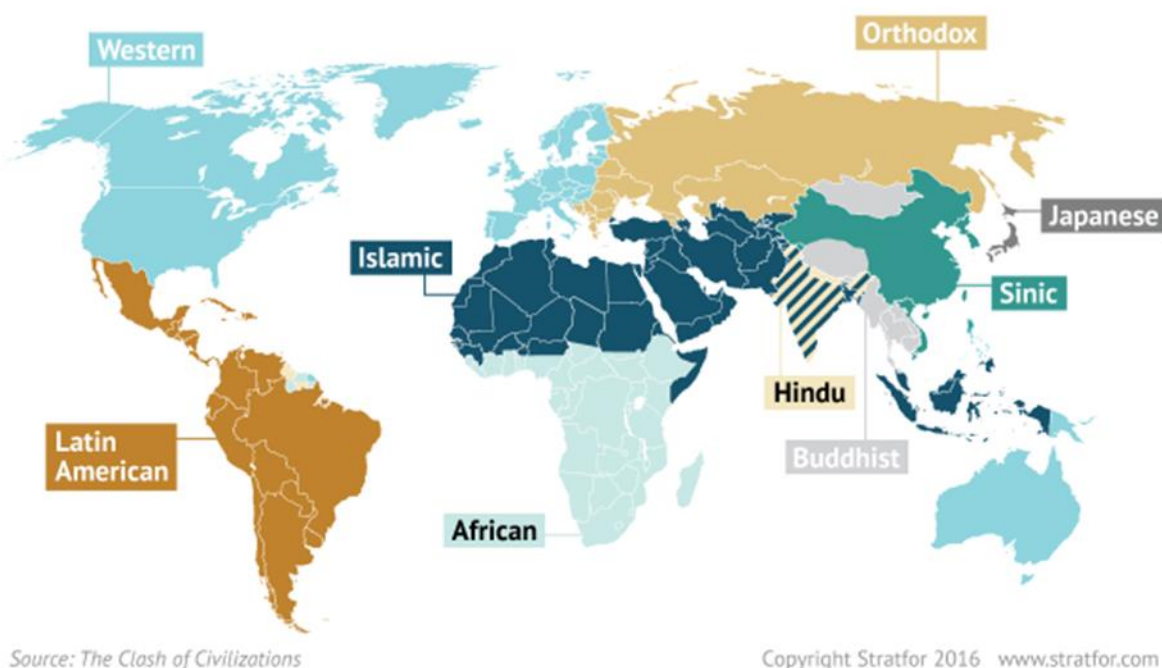 Western
Orthodox
Japanese
Islamic
Sinic
Hindu
Latin
American
Buddhist
African
Source: The Clash of Civilizations
Copyright Stratfor 2016 www.stratfor.com